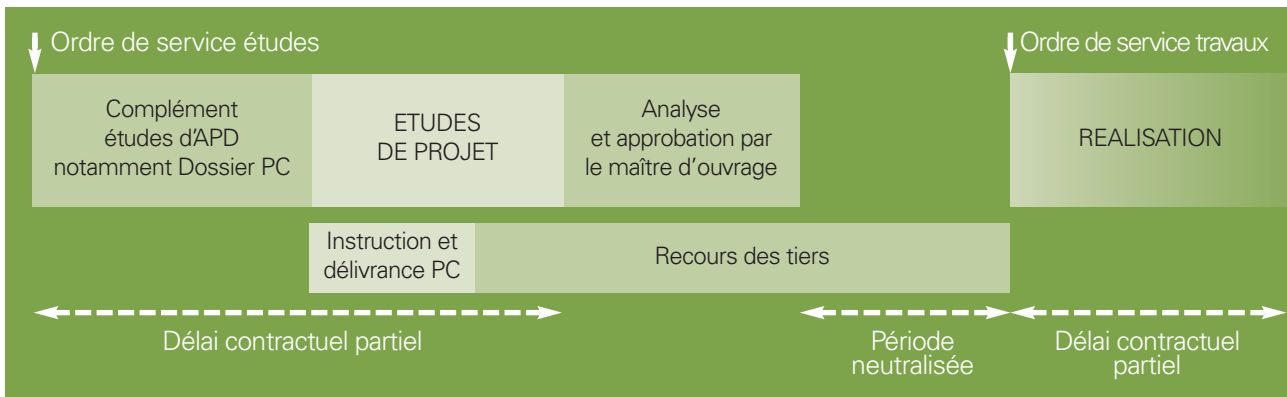 Ordre de service études
Ordre de service travaux
Complément
études d'APD
notamment Dossier PC
ETUDES
DE PROJET
Analyse
et approbation par
le maître d'ouvrage
REALISATION
Instruction et
délivrance PC
Recours des tiers
Délai contractuel partiel
Période
neutralisée
Délai contractuel
partiel